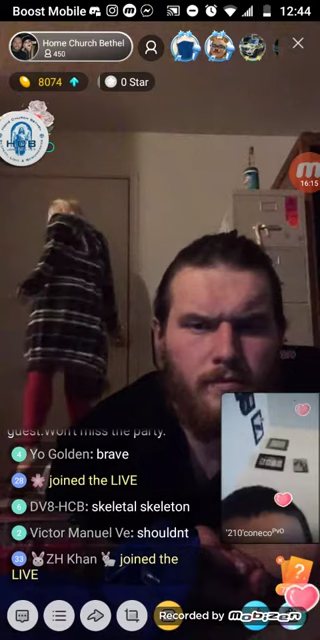 Boost Mobile
12:44
Home Church Bethel
450
8074
0 Star
HCB
16:15
guest.Won't miss the party.
4 Yo Golden: brave
28 joined the LIVE
6 DV8-HCB: skeletal skeleton
2 Victor Manuel Ve: shouldnt
33 ZH Khan joined the
LIVE
'210'conecoᴾᵛᴼ
Recorded by mobizen